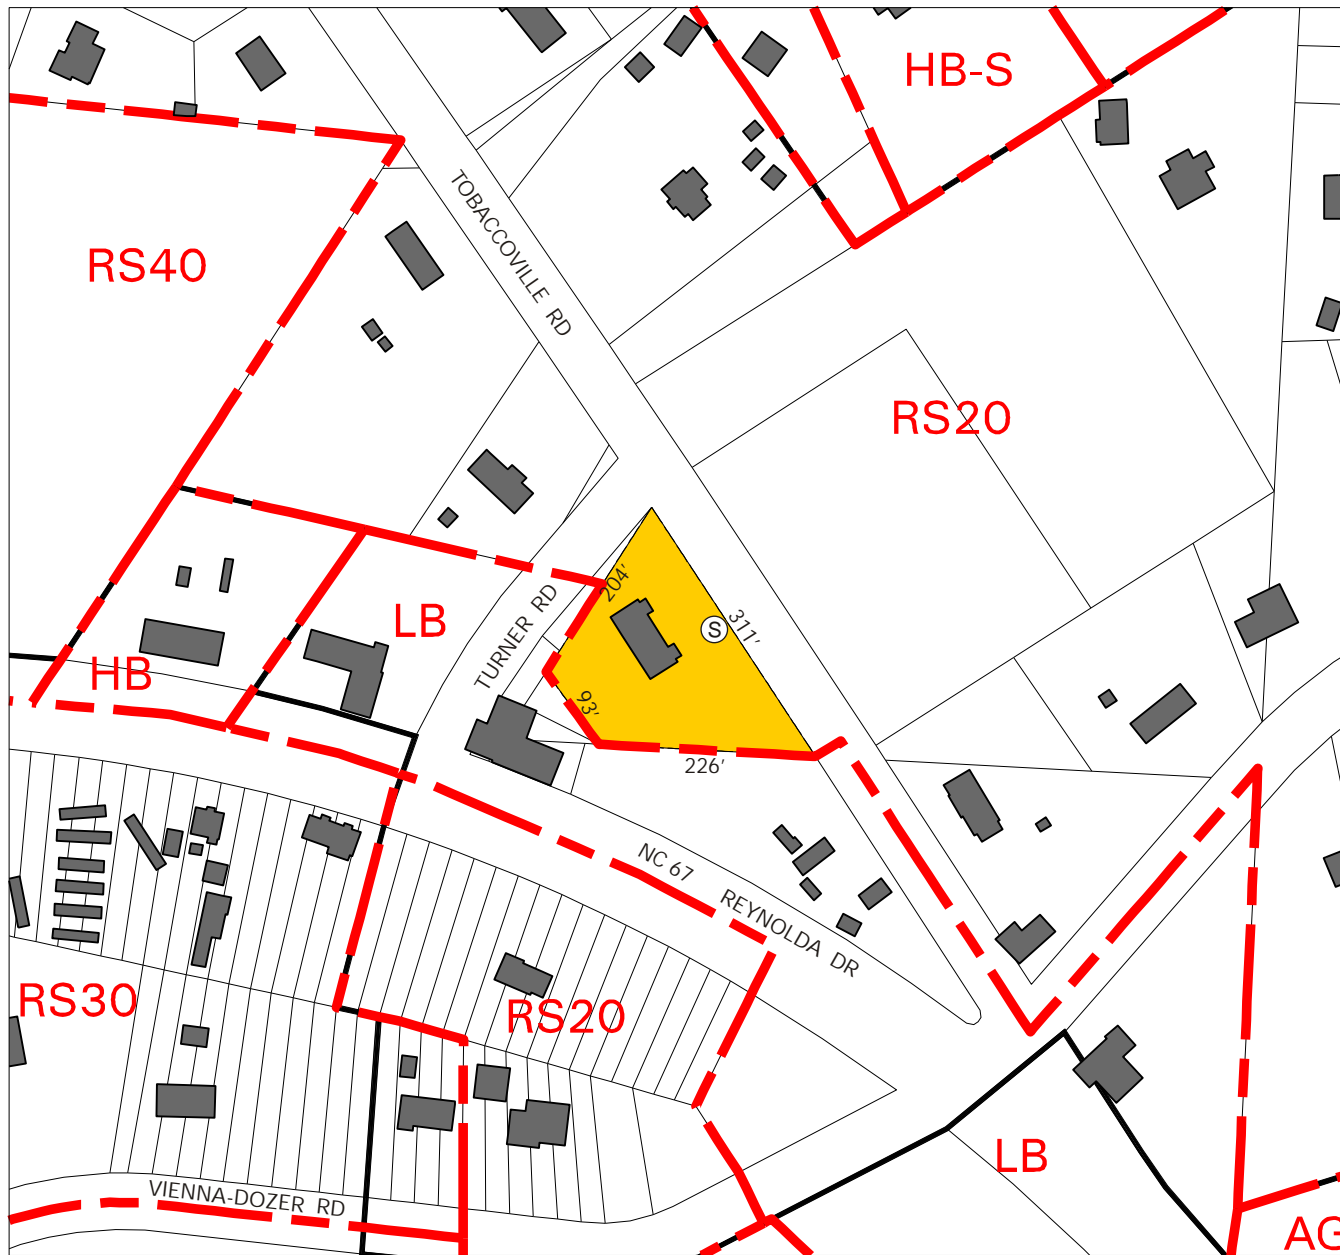 HB-S
TOBACCOVILLE RD
RS40
RS20
204'
TURNER RD
LB
S
311'
HB
93'
226'
NC 67 REYNOLDA DR
RS30
RS20
LB
VIENNA-DOZER RD